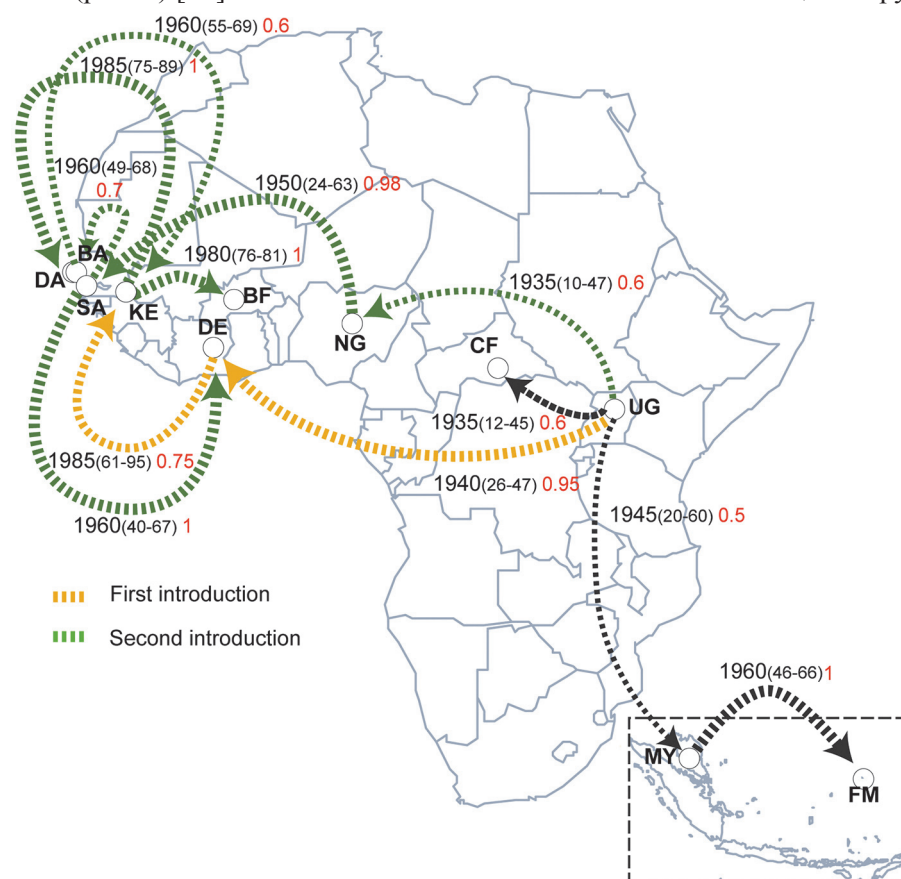 1960(55-69) 0.6
1985(75-89) 1
1960(49-68)
0.7
1950(24-63) 0.98
1980(76-81) 1
1935(10-47) 0.6
BA
DA
SA
KE
BF
DE
NG
CF
UG
1935(12-45) 0.6
1985(61-95) 0.75
1940(26-47) 0.95
1945(20-60) 0.5
1960(40-67) 1
First introduction
Second introduction
1960(46-66)1
MY
FM